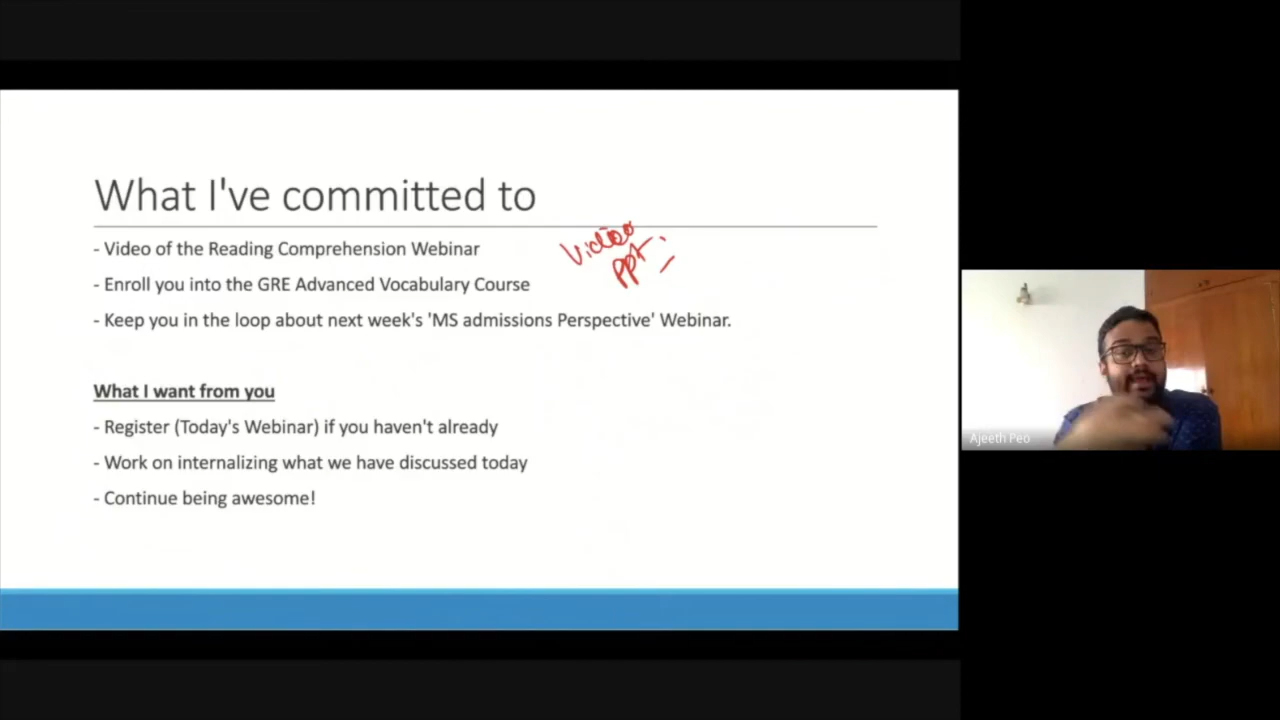 What I've committed to
- Video of the Reading Comprehension Webinar
Video
ppt
- Enroll you into the GRE Advanced Vocabulary Course
- Keep you in the loop about next week's 'MS admissions Perspective' Webinar.
What I want from you
- Register (Today's Webinar) if you haven't already
- Work on internalizing what we have discussed today
- Continue being awesome!
Ajeeth Peo